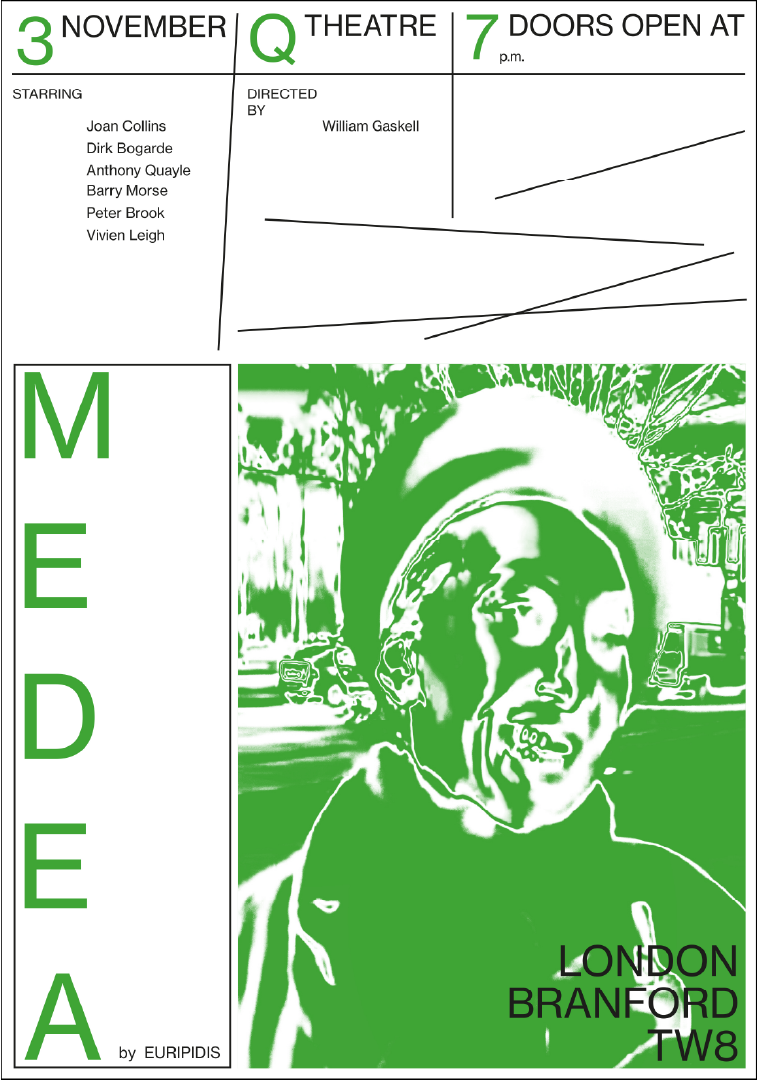 3 NOVEMBER
Q THEATRE
7 DOORS OPEN AT
p.m.
STARRING
Joan Collins
Dirk Bogarde
Anthony Quayle
Barry Morse
Peter Brook
Vivien Leigh
DIRECTED
BY
William Gaskell
M
E
D
E
A
by EURIPIDIS
LONDON
BRANFORD
TW8